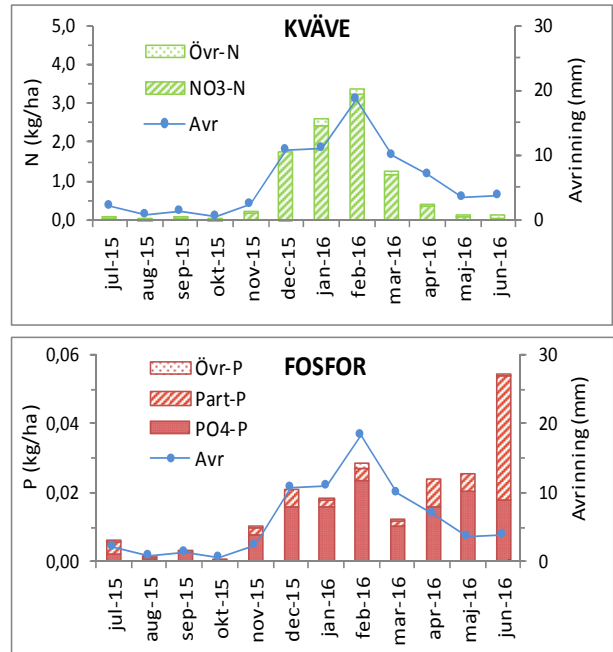 KVÄVE
Övr-N
NO3-N
Avr
N (kg/ha)
5,0
4,0
3,0
2,0
1,0
0,0
30
20
10
0
Avrinning (mm)
jul-15
aug-15
sep-15
okt-15
nov-15
dec-15
jan-16
feb-16
mar-16
apr-16
maj-16
jun-16
FOSFOR
Övr-P
Part-P
PO4-P
Avr
P (kg/ha)
0,06
0,04
0,02
0,00
30
20
10
0
Avrinning (mm)
jul-15
aug-15
sep-15
okt-15
nov-15
dec-15
jan-16
feb-16
mar-16
apr-16
maj-16
jun-16